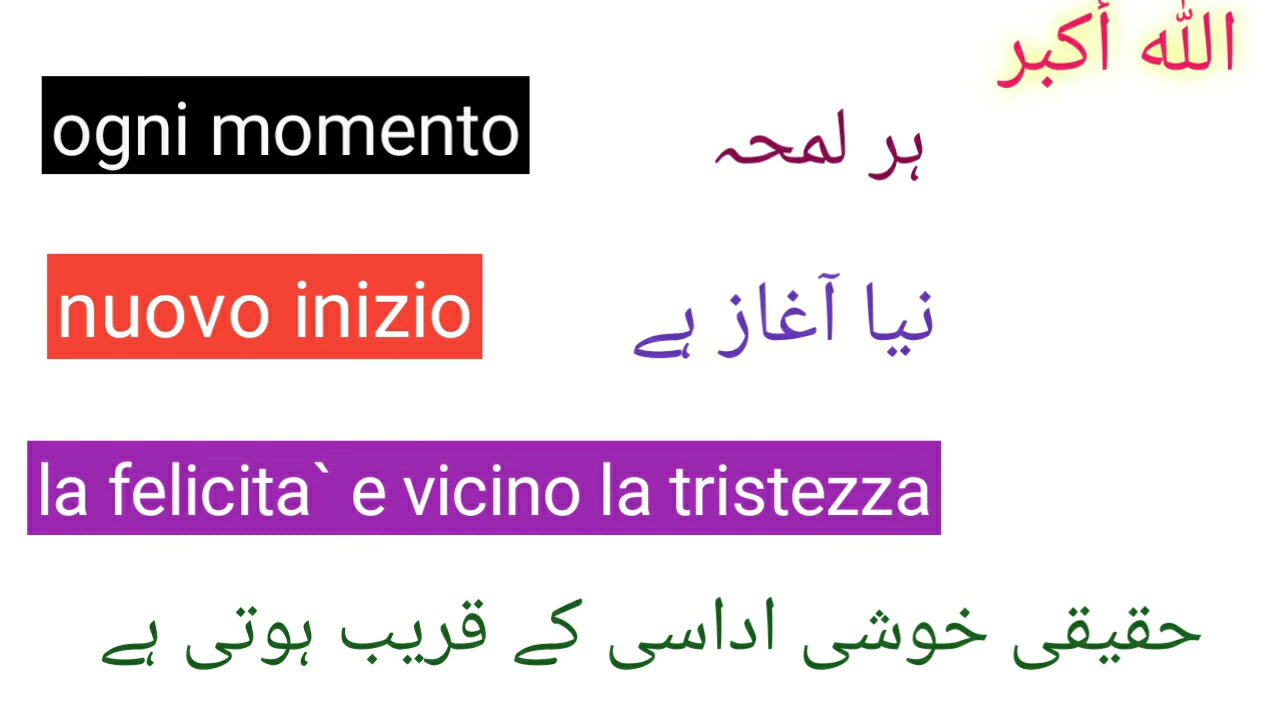 الله أكبر
ogni momento
ہر لمحہ
nuovo inizio
نیا آغاز ہے
la felicita` e vicino la tristezza
حقیقی خوشی اداسی کے قریب ہوتی ہے